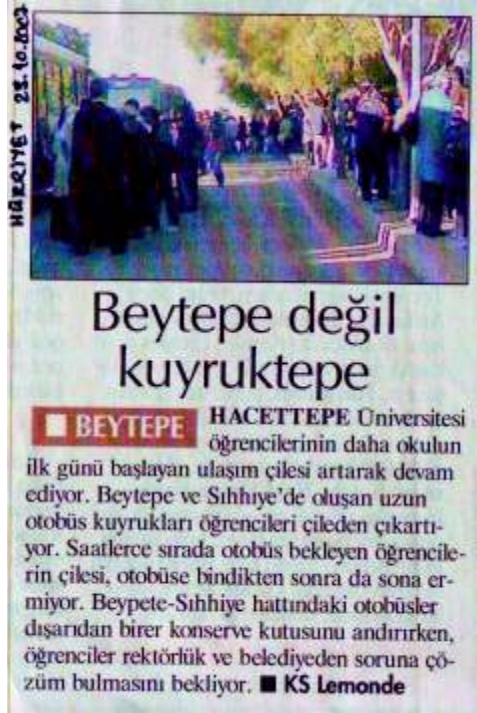 HÜRRİYET 23.10.2007
Beytepe değil
kuyruktepe
BEYTEPE
HACETTEPE Üniversitesi
öğrencilerinin daha okulun
ilk günü başlayan ulaşım çilesi artarak devam
ediyor. Beytepe ve Sıhhıye'de oluşan uzun
otobüs kuyrukları öğrencileri çileden çıkartı-
yor. Saatlerce sırada otobüs bekleyen öğrencile-
rin çilesi, otobüse bindikten sonra da sona er-
miyor. Beypete-Sıhhiye hattındaki otobüsler
dışarıdan birer konserve kutusunu andırırken,
öğrenciler rektörlük ve belediyeden soruna çö-
züm bulmasını bekliyor. ■ KS Lemonde